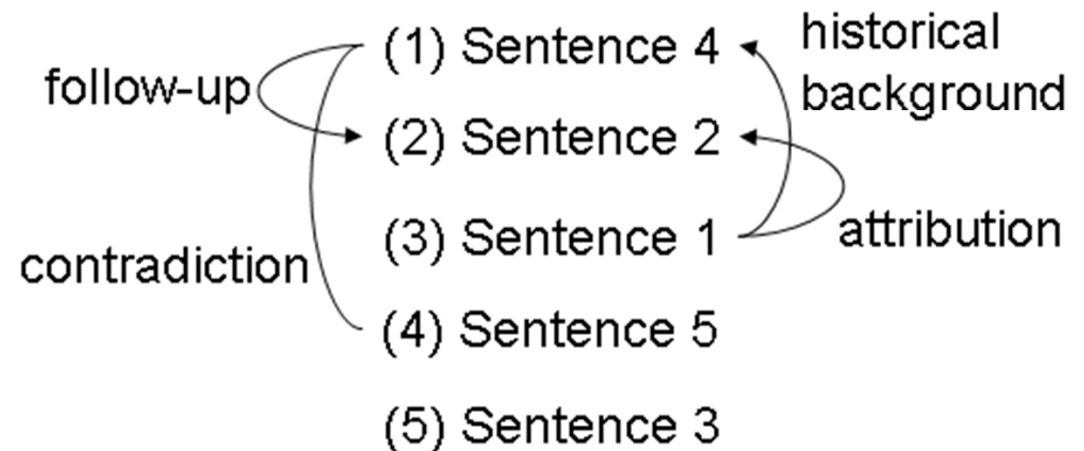 historical
background
(1) Sentence 4
follow-up
(2) Sentence 2
(3) Sentence 1
attribution
contradiction
(4) Sentence 5
(5) Sentence 3